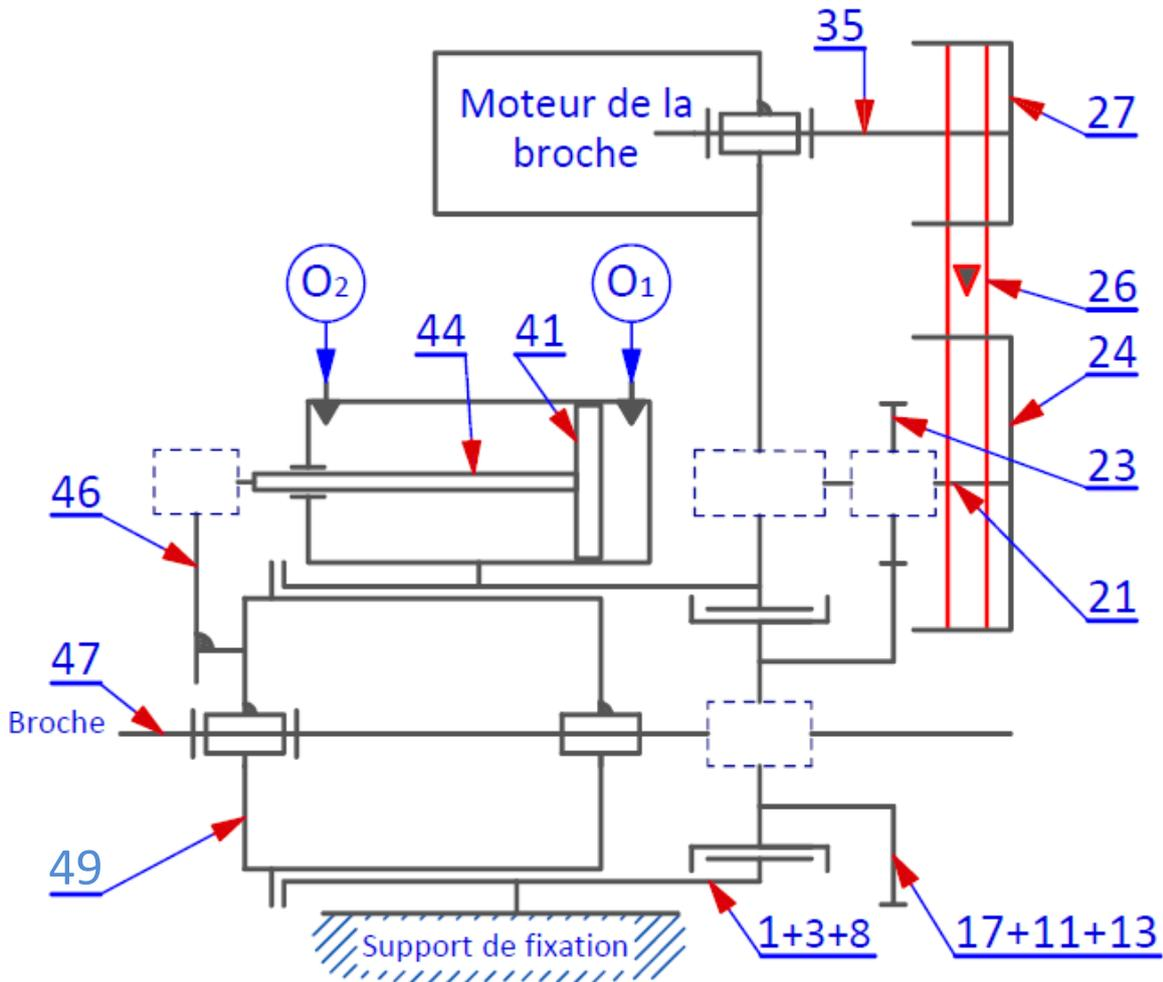 35
Moteur de la
broche
27
O2
O1
26
44
41
24
23
46
21
47
Broche
49
Support de fixation
1+3+8
17+11+13